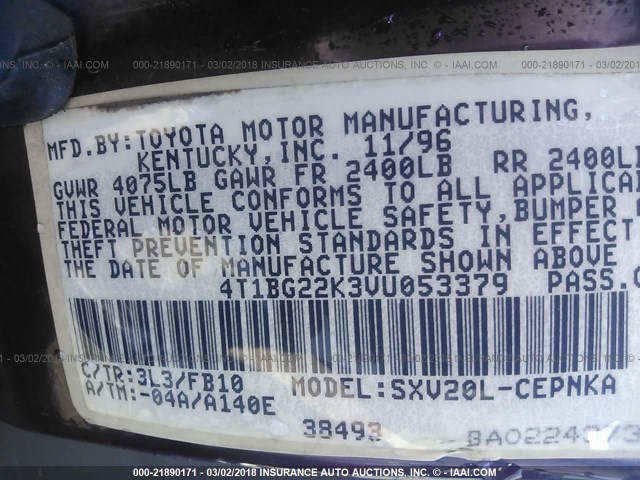 000-21890171 - 03/02/2018 INSURANCE AUTO AUCTIONS, INC. - © IAAI.COM
MFD.BY:TOYOTA MOTOR MANUFACTURING,
KENTUCKY,INC. 11/96
GVWR 4075LB GAWR FR 2400LB RR 2400L
THIS VEHICLE CONFORMS TO ALL APPLICA
FEDERAL MOTOR VEHICLE SAFETY,BUMPER
THEFT PREVENTION STANDARDS IN EFFECT
THE DATE OF MANUFACTURE SHOWN ABOVE
4T1BG22K3VU053379 PASS.
C/TR:3L3/FB10 MODEL:SXV20L-CEPNKA
A/TM:-04A/A140E
38493
000-21890171 - 03/02/2018 INSURANCE AUTO AUCTIONS, INC. - © IAAI.COM